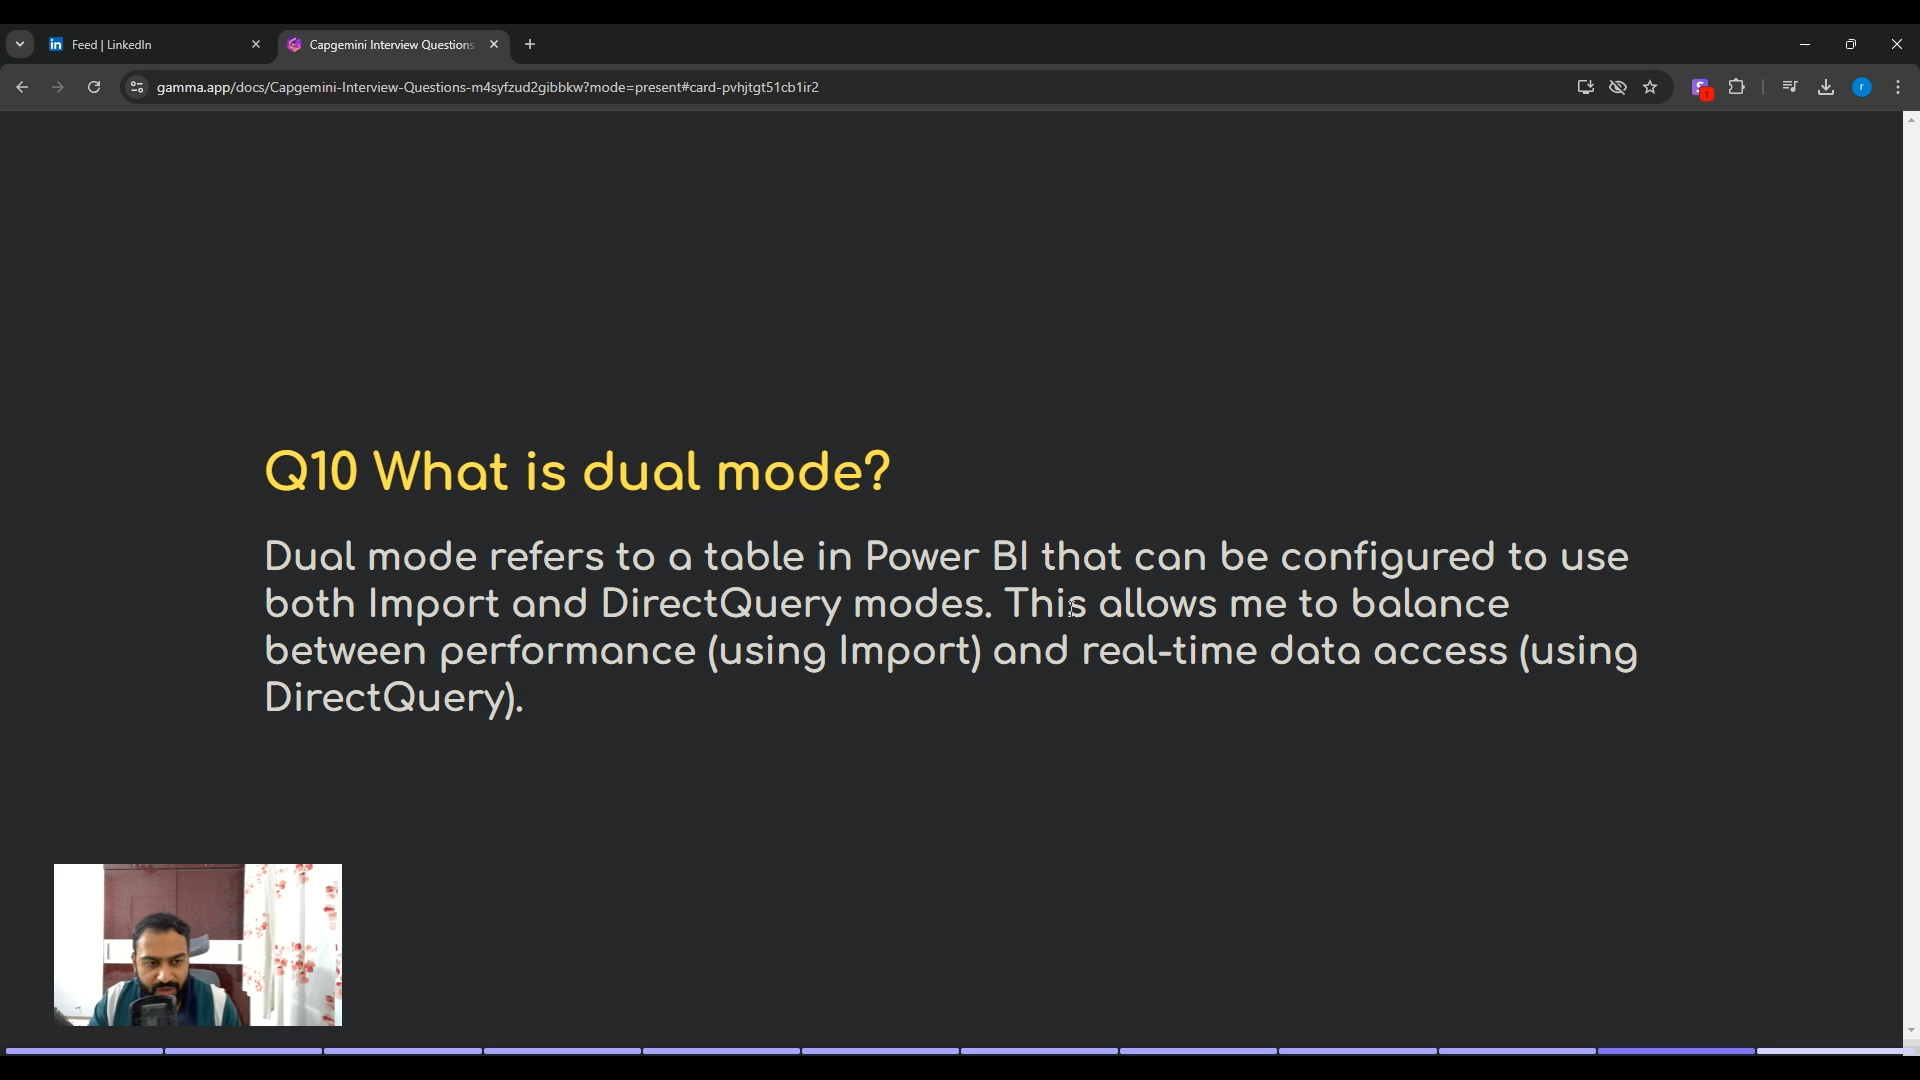 Feed | LinkedIn
Capgemini Interview Questions
gamma.app/docs/Capgemini-Interview-Questions-m4syfzud2gibbkw?mode=present#card-pvhjtgt51cb1ir2
Q10 What is dual mode?
Dual mode refers to a table in Power BI that can be configured to use
both Import and DirectQuery modes. This allows me to balance
between performance (using Import) and real-time data access (using
DirectQuery).